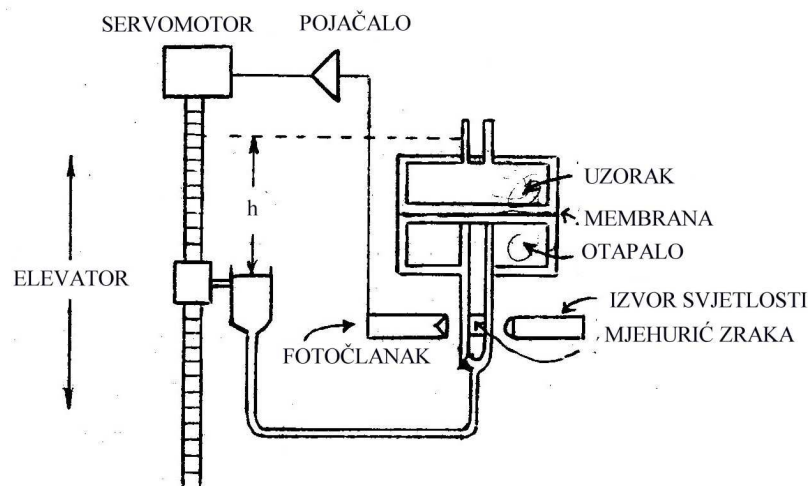 SERVOMOTOR
POJAČALO
UZORAK
MEMBRANA
h
OTAPALO
ELEVATOR
IZVOR SVJETLOSTI
FOTOČLANAK
MJEHURIĆ ZRAKA